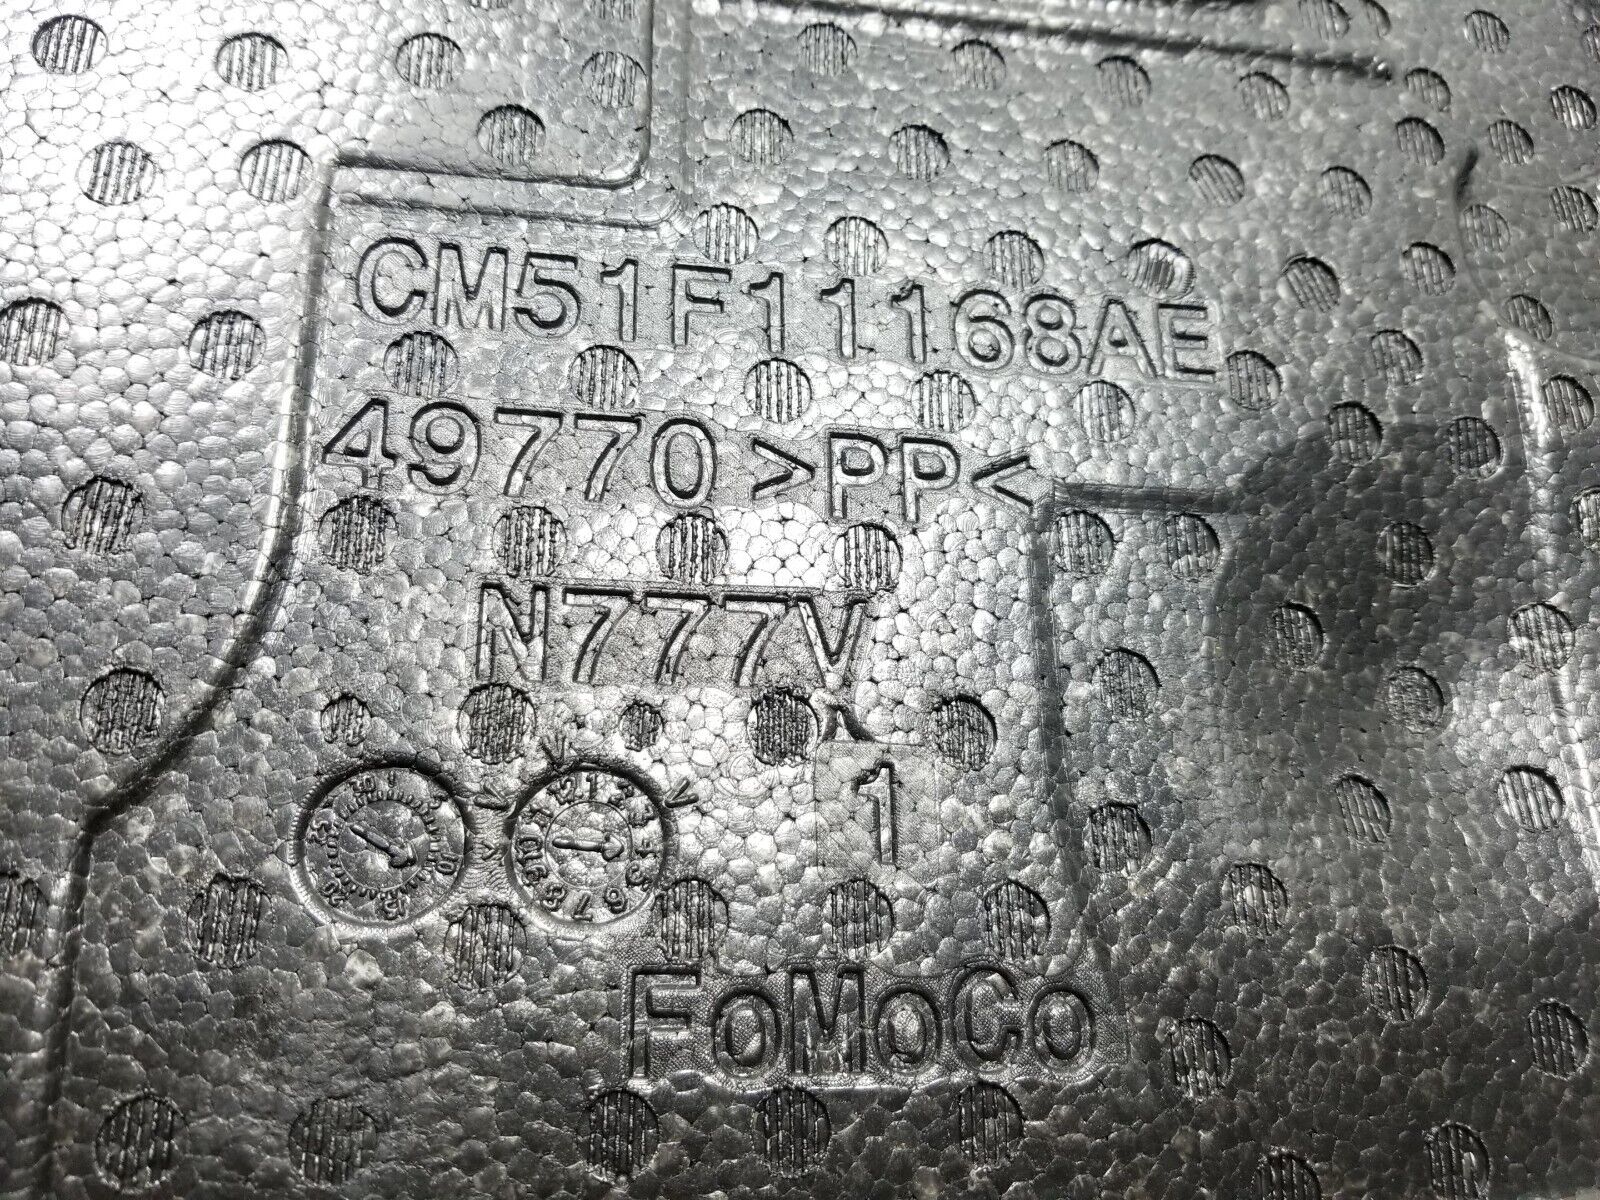 CM51F11168AE
49770 >PP<
N777V
1
FoMoCo